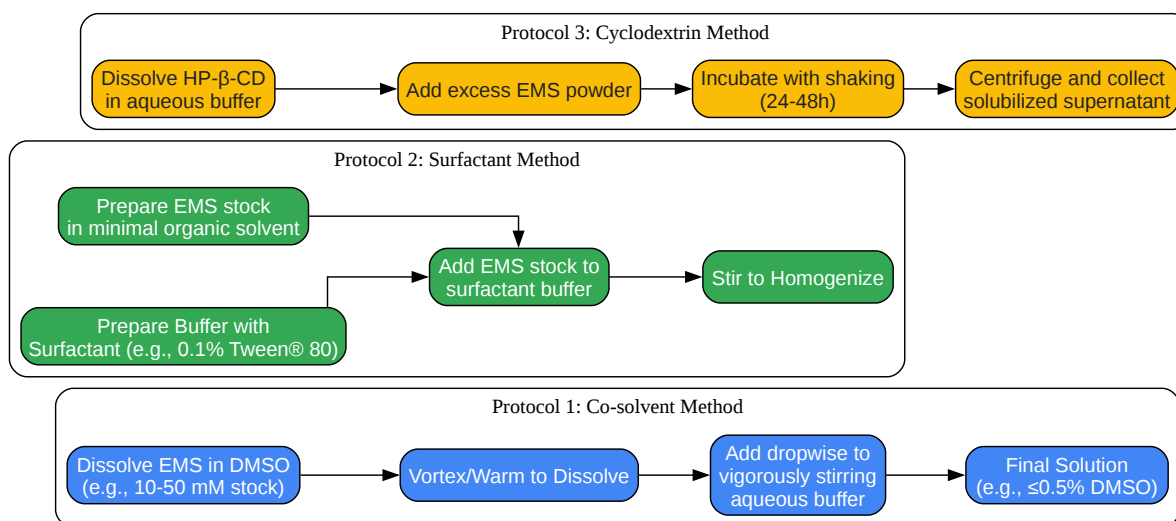 Protocol 3: Cyclodextrin Method
Dissolve HP-β-CD
in aqueous buffer
Add excess EMS powder
Incubate with shaking
(24-48h)
Centrifuge and collect
solubilized supernatant
Protocol 2: Surfactant Method
Prepare EMS stock
in minimal organic solvent
Prepare Buffer with
Surfactant (e.g., 0.1% Tween® 80)
Add EMS stock to
surfactant buffer
Stir to Homogenize
Protocol 1: Co-solvent Method
Dissolve EMS in DMSO
(e.g., 10-50 mM stock)
Vortex/Warm to Dissolve
Add dropwise to
vigorously stirring
aqueous buffer
Final Solution
(e.g., ≤0.5% DMSO)